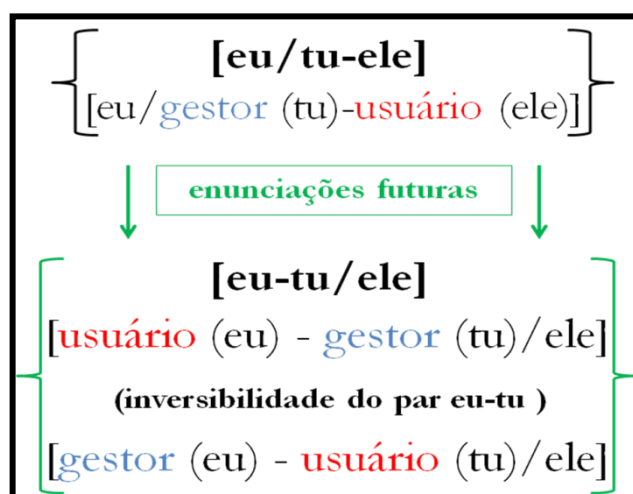 [eu/tu-ele]
[eu/gestor (tu)-usuário (ele)]
enunciações futuras
[eu-tu/ele]
[usuário (eu) - gestor (tu)/ele]
(inversibilidade do par eu-tu )
[gestor (eu) - usuário (tu)/ele]